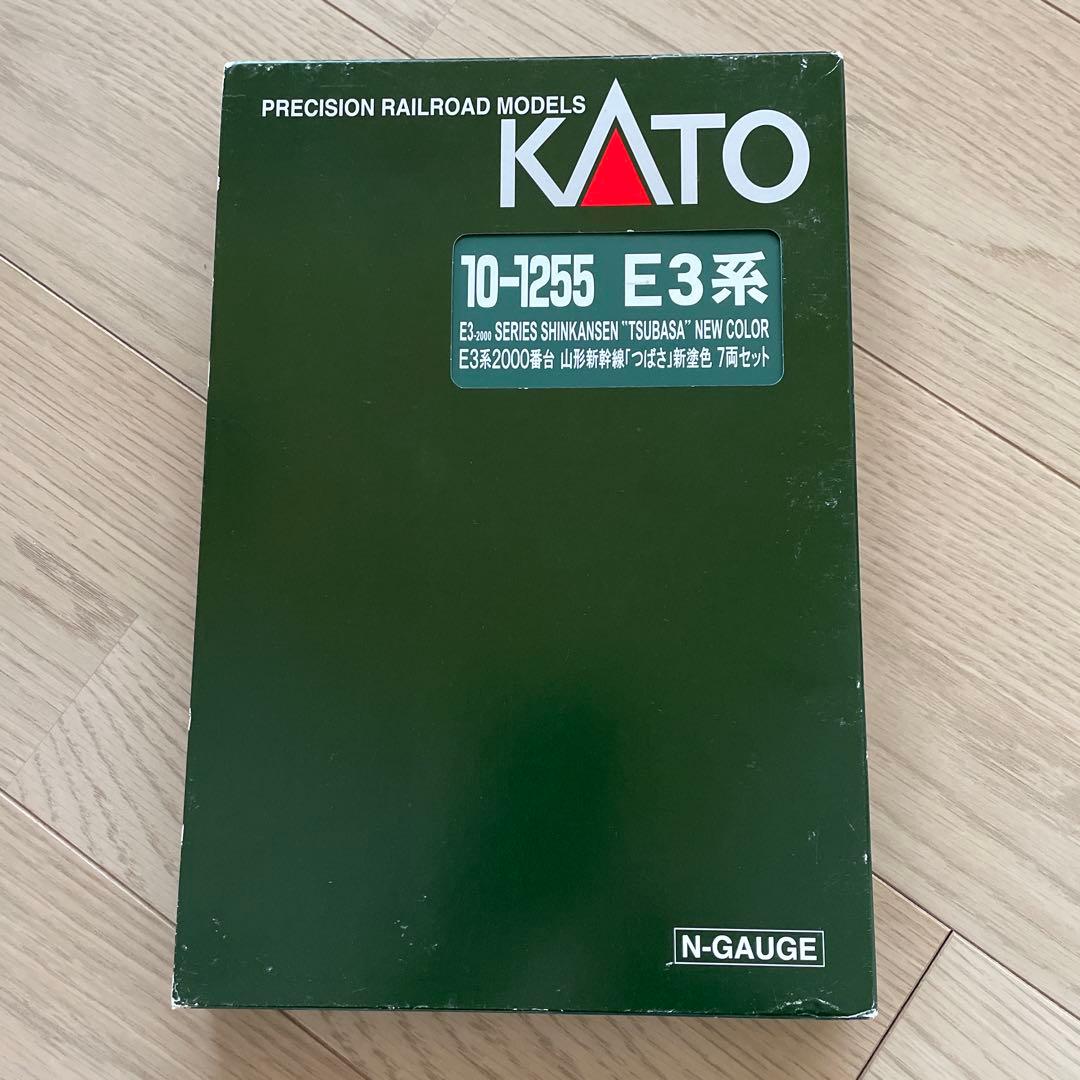 PRECISION RAILROAD MODELS
KATO
10-1255 E3系
E3-2000 SERIES SHINKANSEN "TSUBASA" NEW COLOR
E3系2000番台 山形新幹線「つばさ」新塗色 7両セット
N-GAUGE